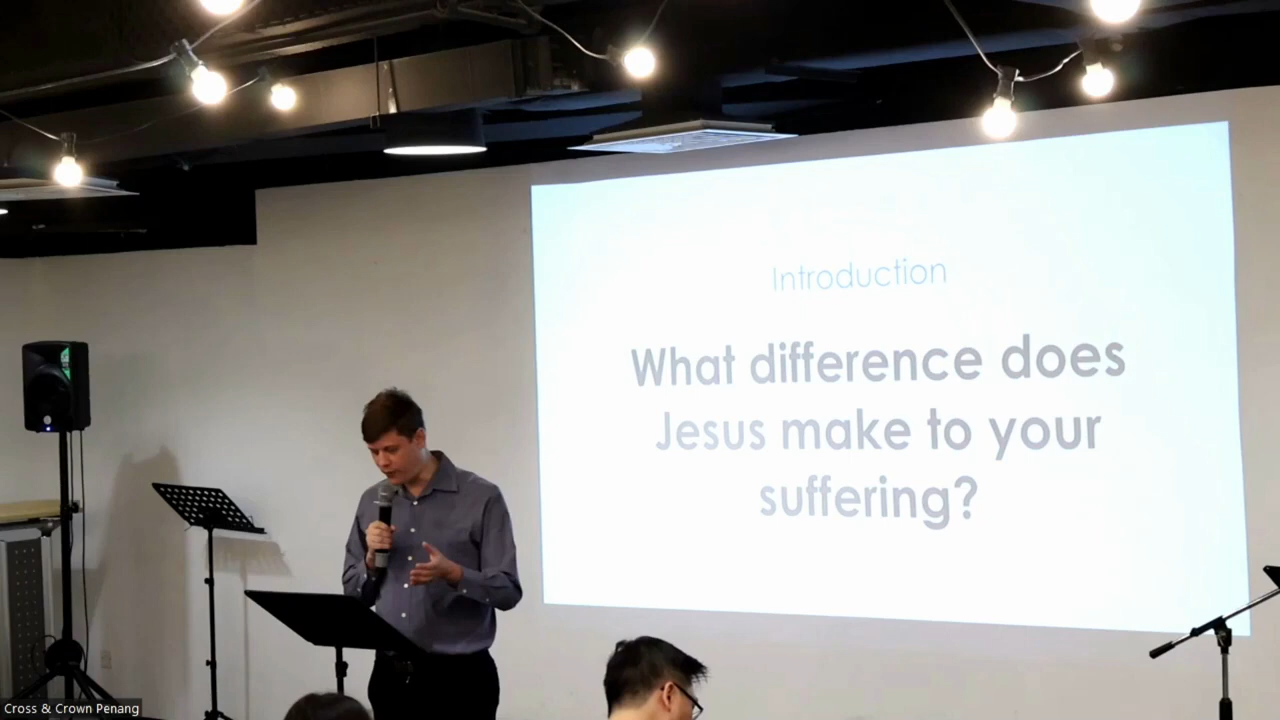 Introduction
What difference does
Jesus make to your
suffering?
Cross & Crown Penang